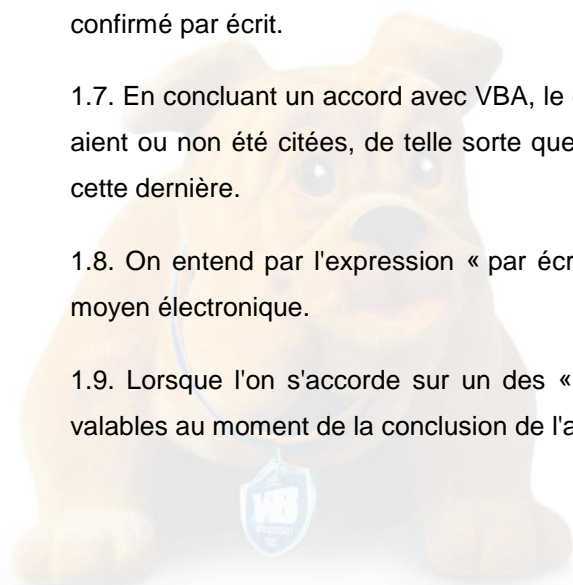 confirmé par écrit.
1.7. En concluant un accord avec VBA, le
aient ou non été citées, de telle sorte que
cette dernière.
1.8. On entend par l'expression « par écr
moyen électronique.
1.9. Lorsque l'on s'accorde sur un des «
valables au moment de la conclusion de l'a
VB